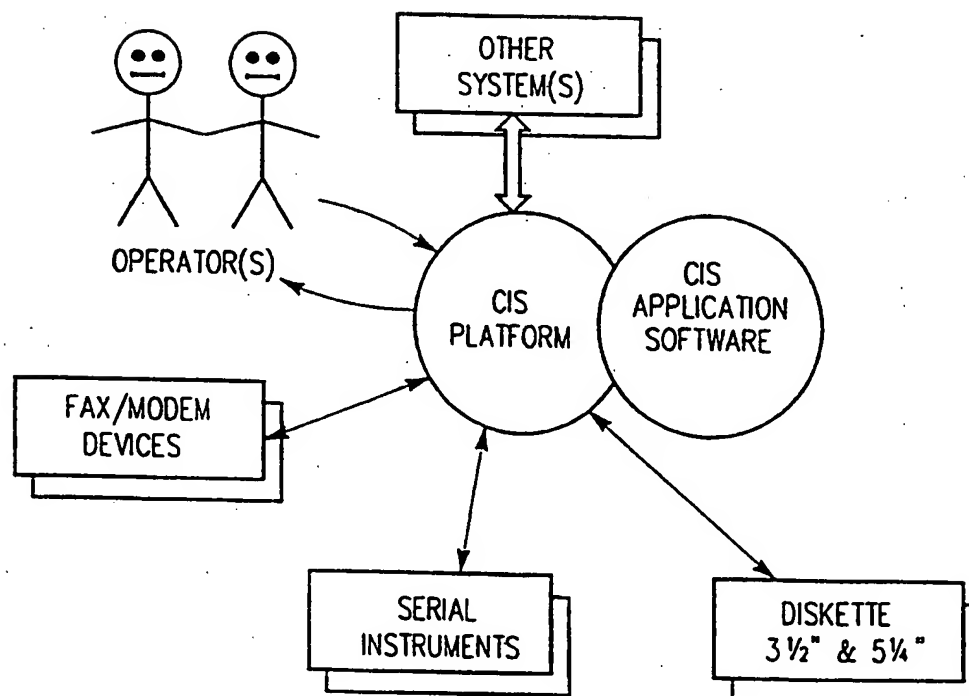 OTHER
SYSTEM(S)
OPERATOR(S)
CIS
PLATFORM
CIS
APPLICATION
SOFTWARE
FAX/MODEM
DEVICES
SERIAL
INSTRUMENTS
DISKETTE
3½" & 5¼"